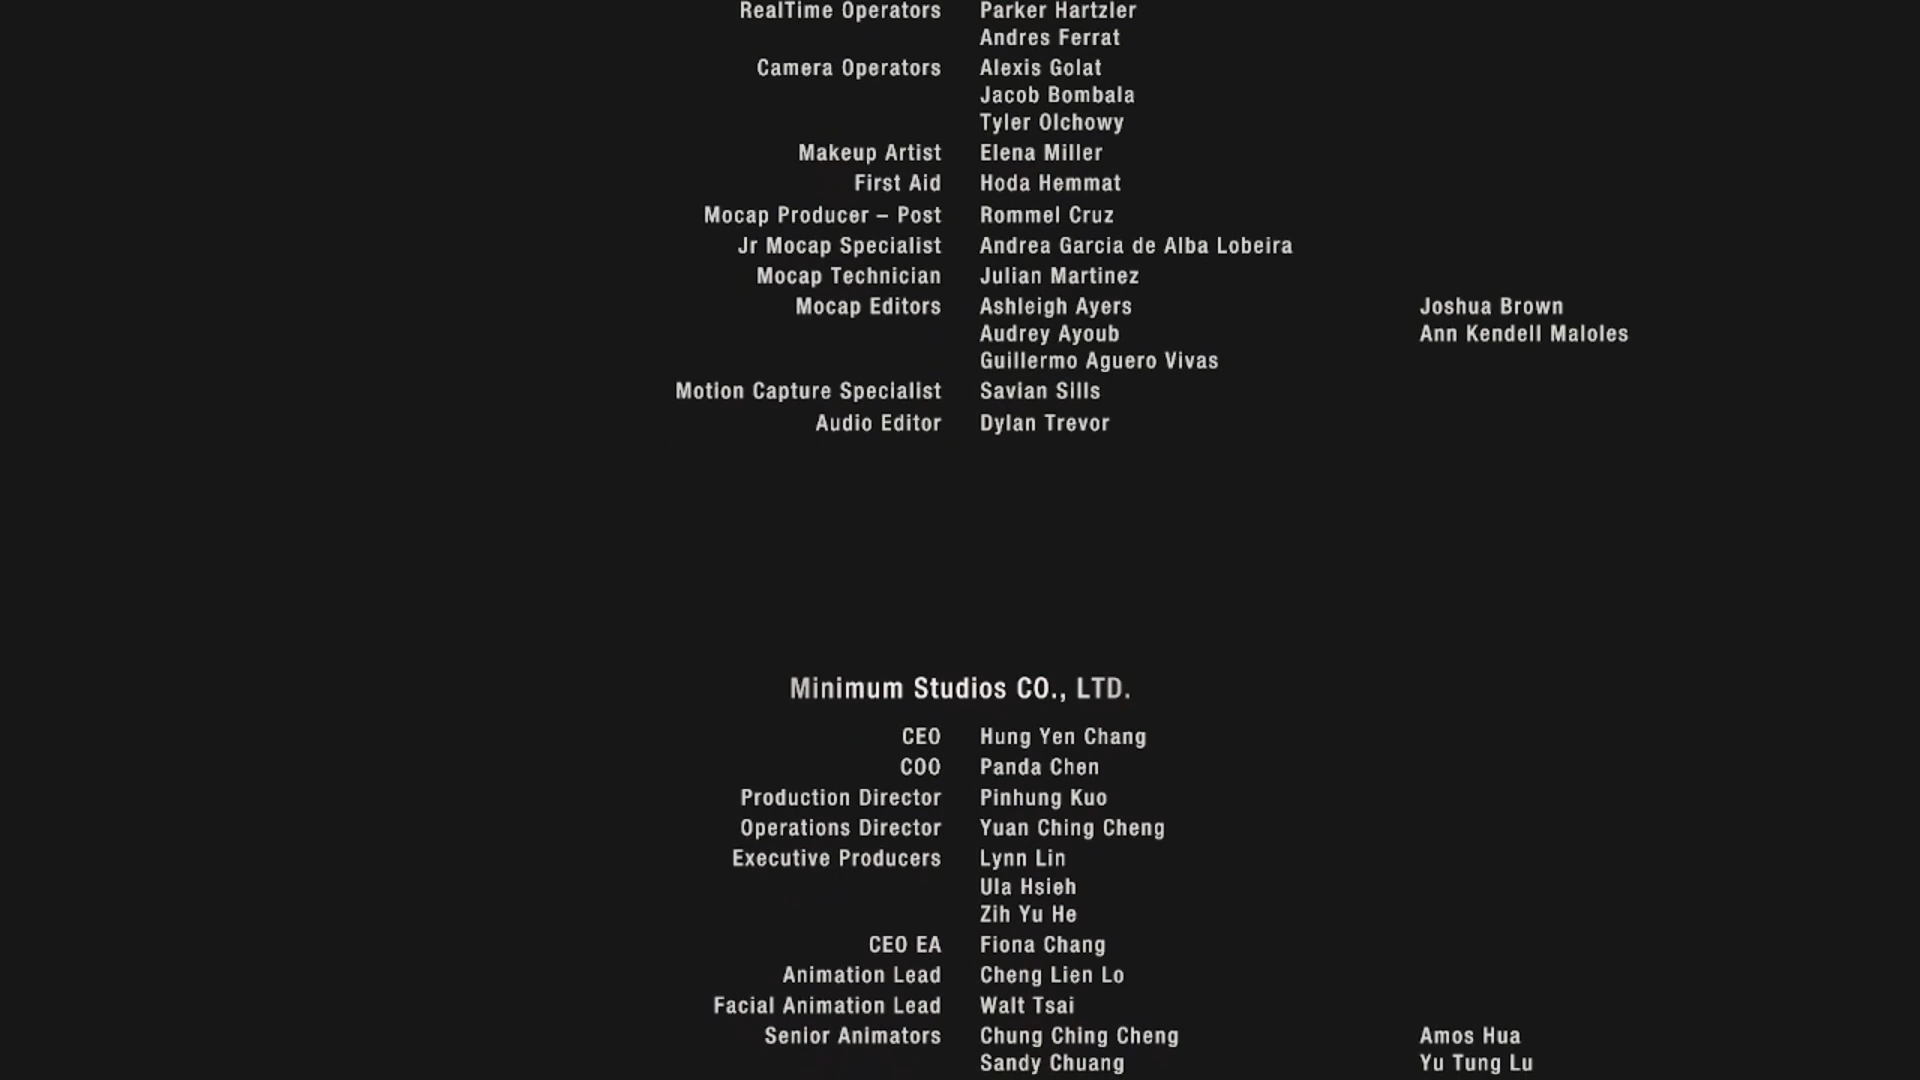 RealTime Operators Parker Hartzler
Andres Ferrat
Camera Operators Alexis Golat
Jacob Bombala
Tyler Olchowy
Makeup Artist Elena Miller
First Aid Hoda Hemmat
Mocap Producer – Post Rommel Cruz
Jr Mocap Specialist Andrea Garcia de Alba Lobeira
Mocap Technician Julian Martinez
Mocap Editors Ashleigh Ayers Joshua Brown
Audrey Ayoub Ann Kendell Maloles
Guillermo Aguero Vivas
Motion Capture Specialist Savian Sills
Audio Editor Dylan Trevor
Minimum Studios CO., LTD.
CEO Hung Yen Chang
COO Panda Chen
Production Director Pinhung Kuo
Operations Director Yuan Ching Cheng
Executive Producers Lynn Lin
Ula Hsieh
Zih Yu He
CEO EA Fiona Chang
Animation Lead Cheng Lien Lo
Facial Animation Lead Walt Tsai
Senior Animators Chung Ching Cheng Amos Hua
Sandy Chuang Yu Tung Lu